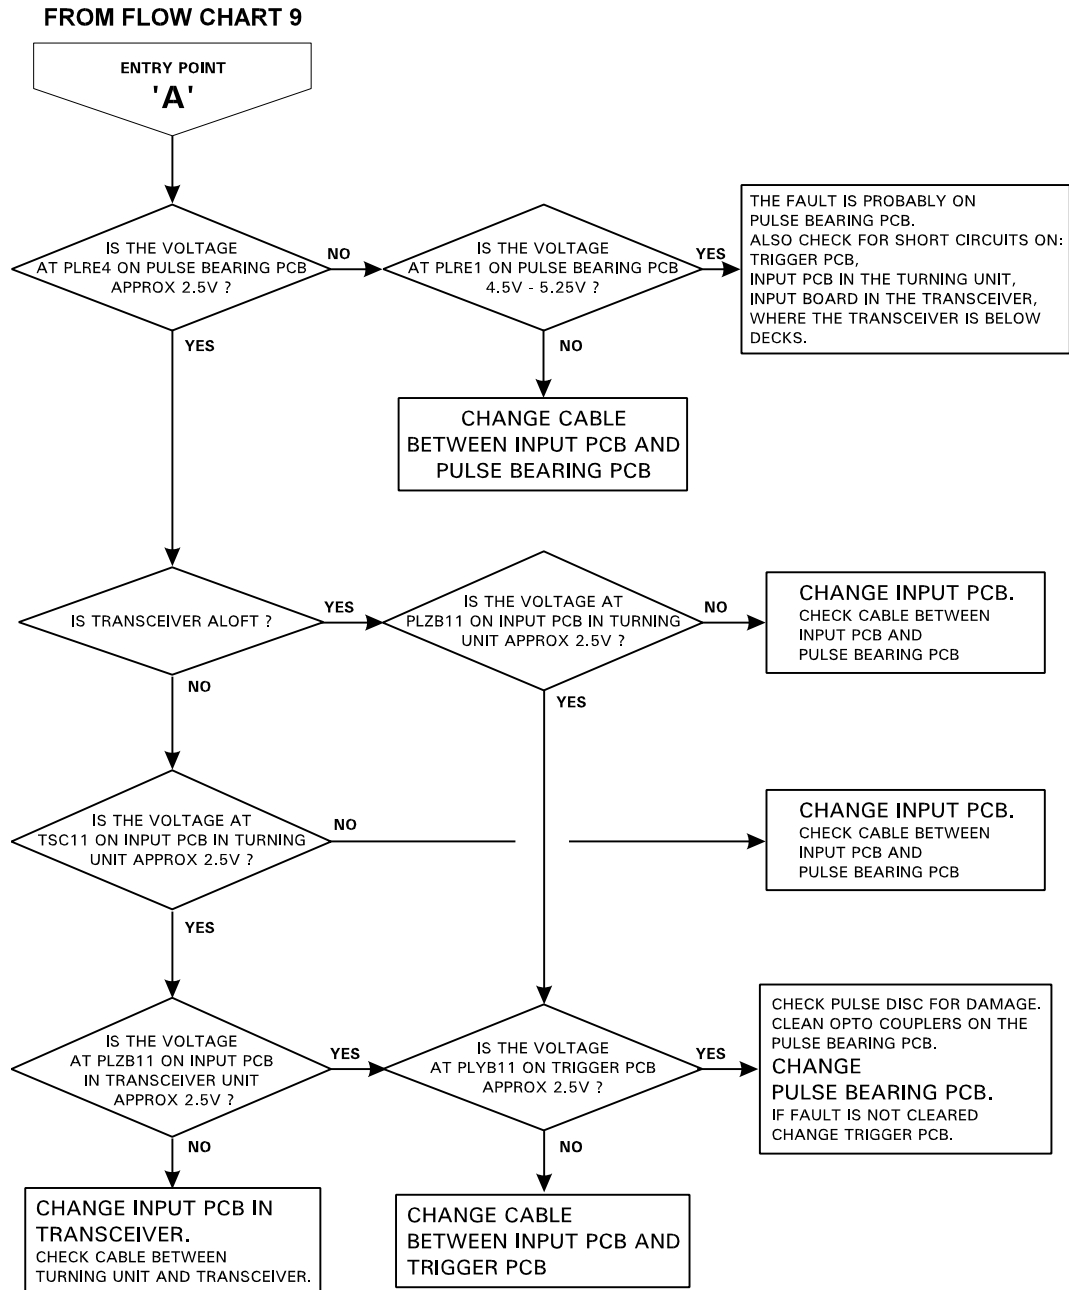 FROM FLOW CHART 9
ENTRY POINT
'A'
IS THE VOLTAGE
AT PLRE4 ON PULSE BEARING PCB
APPROX 2.5V ?
NO
YES
IS THE VOLTAGE
AT PLRE1 ON PULSE BEARING PCB
4.5V - 5.25V ?
YES
NO
THE FAULT IS PROBABLY ON
PULSE BEARING PCB.
ALSO CHECK FOR SHORT CIRCUITS ON:
TRIGGER PCB,
INPUT PCB IN THE TURNING UNIT,
INPUT BOARD IN THE TRANSCEIVER,
WHERE THE TRANSCEIVER IS BELOW
DECKS.
CHANGE CABLE
BETWEEN INPUT PCB AND
PULSE BEARING PCB
IS TRANSCEIVER ALOFT ?
YES
NO
IS THE VOLTAGE AT
PLZB11 ON INPUT PCB IN TURNING
UNIT APPROX 2.5V ?
NO
YES
CHANGE INPUT PCB.
CHECK CABLE BETWEEN
INPUT PCB AND
PULSE BEARING PCB
IS THE VOLTAGE AT
TSC11 ON INPUT PCB IN TURNING
UNIT APPROX 2.5V ?
NO
YES
CHANGE INPUT PCB.
CHECK CABLE BETWEEN
INPUT PCB AND
PULSE BEARING PCB
IS THE VOLTAGE
AT PLZB11 ON INPUT PCB
IN TRANSCEIVER UNIT
APPROX 2.5V ?
YES
NO
IS THE VOLTAGE
AT PLYB11 ON TRIGGER PCB
APPROX 2.5V ?
YES
NO
CHECK PULSE DISC FOR DAMAGE.
CLEAN OPTO COUPLERS ON THE
PULSE BEARING PCB.
CHANGE
PULSE BEARING PCB.
IF FAULT IS NOT CLEARED
CHANGE TRIGGER PCB.
CHANGE INPUT PCB IN
TRANSCEIVER.
CHECK CABLE BETWEEN
TURNING UNIT AND TRANSCEIVER.
CHANGE CABLE
BETWEEN INPUT PCB AND
TRIGGER PCB